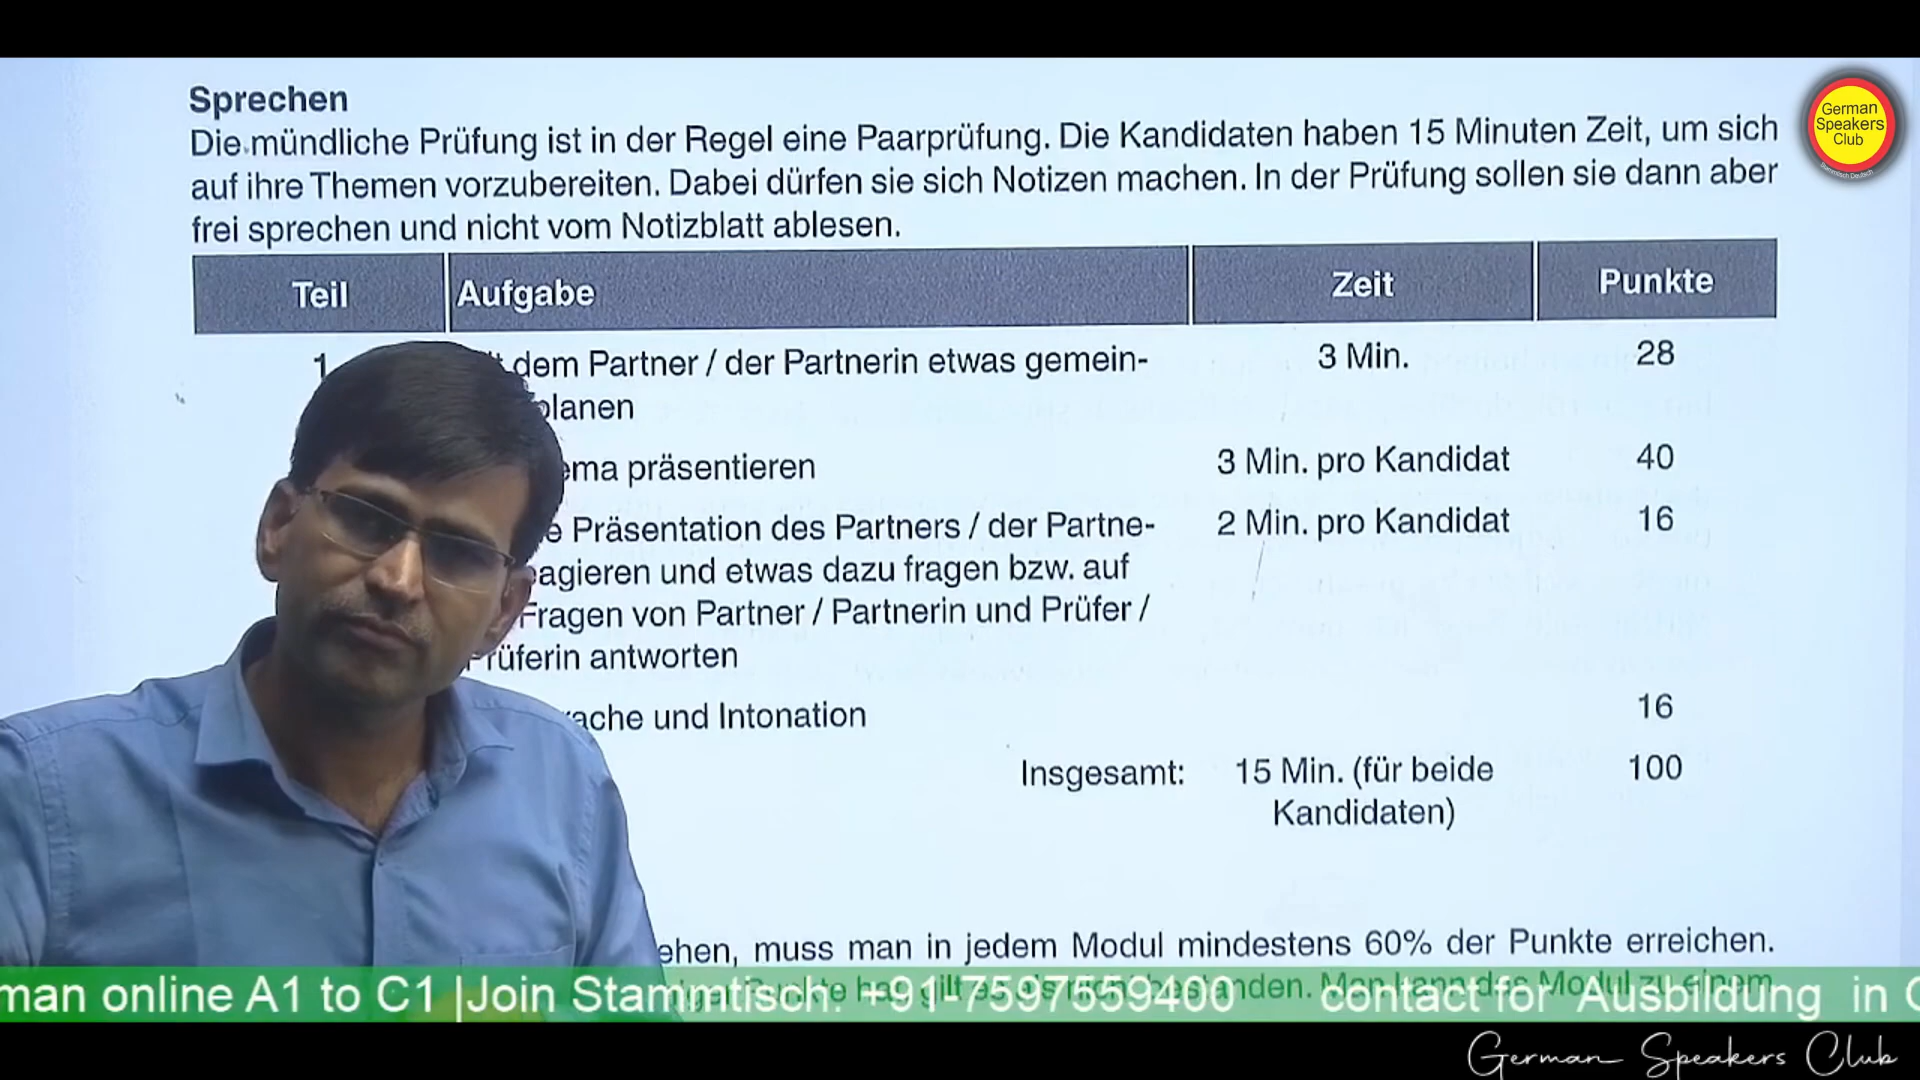 Sprechen
Die mündliche Prüfung ist in der Regel eine Paarprüfung. Die Kandidaten haben 15 Minuten Zeit, um sich
auf ihre Themen vorzubereiten. Dabei dürfen sie sich Notizen machen. In der Prüfung sollen sie dann aber
frei sprechen und nicht vom Notizblatt ablesen.
German
Speakers
Club
Teil Aufgabe Zeit Punkte
1 dem Partner / der Partnerin etwas gemein- 3 Min. 28
planen
ema präsentieren 3 Min. pro Kandidat 40
e Präsentation des Partners / der Partne- 2 Min. pro Kandidat 16
eagieren und etwas dazu fragen bzw. auf
Fragen von Partner / Partnerin und Prüfer /
Prüferin antworten
ache und Intonation 16
Insgesamt: 15 Min. (für beide 100
Kandidaten)
ehen, muss man in jedem Modul mindestens 60% der Punkte erreichen.
man online A1 to C1 |Join Stammtisch: +91-7597559400 contact for Ausbildung in
German Speakers Club